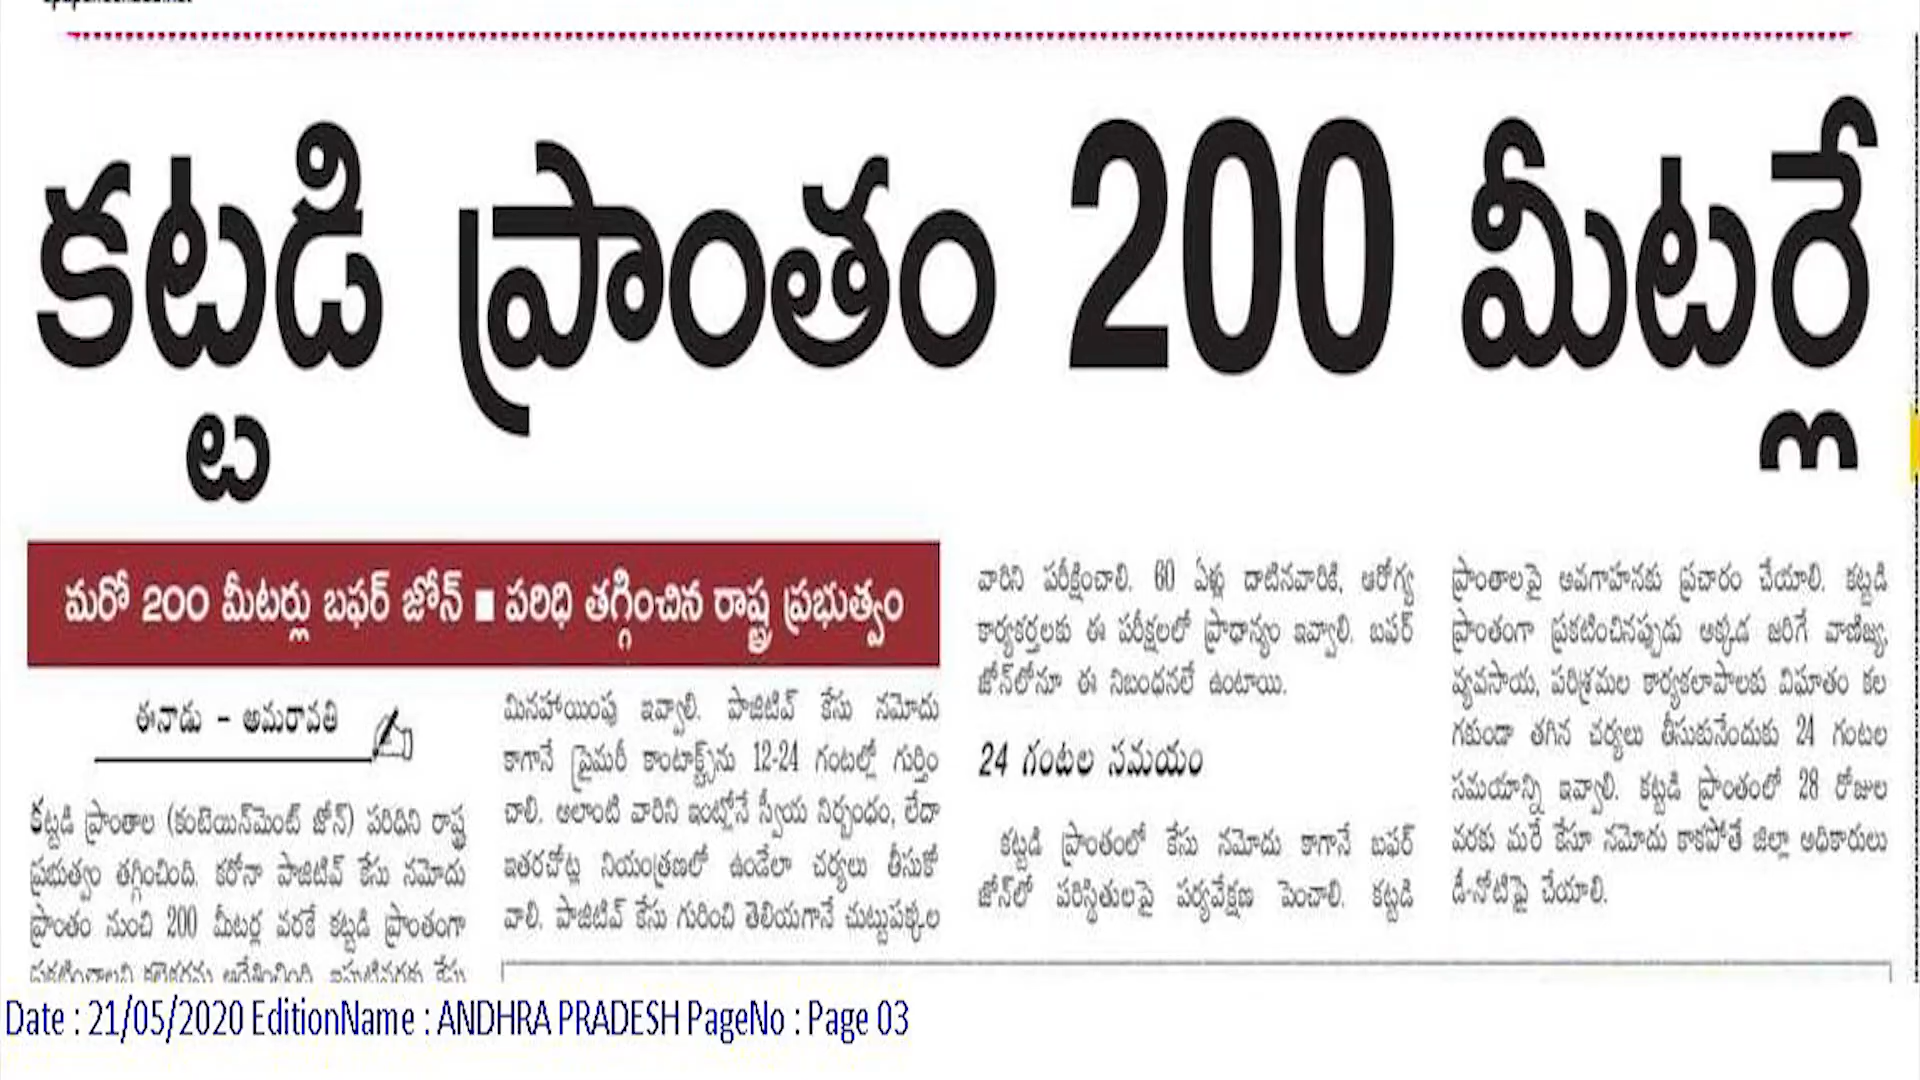 కట్టడి ప్రాంతం 200 మీటర్లే
మరో 200 మీటర్లు బఫర్ జోన్ ■ పరిధి తగ్గించిన రాష్ట్ర ప్రభుత్వం
ఈనాడు - అమరావతి
కట్టడి ప్రాంతాల (కంటెయిన్‌మెంట్ జోన్) పరిధిని రాష్ట్ర
ప్రభుత్వం తగ్గించింది. కరోనా పాజిటివ్ కేసు నమోదు
ప్రాంతం నుంచి 200 మీటర్ల వరకే కట్టడి ప్రాంతంగా
మినహాయింపు ఇవ్వాలి. పాజిటివ్ కేసు నమోదు
కాగానే ప్రైమరీ కాంటాక్ట్స్‌ను 12-24 గంటల్లో గుర్తిం
చాలి. అలాంటి వారిని ఇంట్లోనే స్వీయ నిర్బంధం, లేదా
ఇతరచోట్ల నియంత్రణలో ఉండేలా చర్యలు తీసుకో
వాలి. పాజిటివ్ కేసు గురించి తెలియగానే చుట్టుపక్కల
వారిని పరీక్షించాలి. 60 ఏళ్లు దాటినవారికి, ఆరోగ్య
కార్యకర్తలకు ఈ పరీక్షలలో ప్రాధాన్యం ఇవ్వాలి. బఫర్
జోన్‌లోనూ ఈ నిబంధనలే ఉంటాయి.
24 గంటల సమయం
కట్టడి ప్రాంతంలో కేసు నమోదు కాగానే బఫర్
జోన్‌లో పరిస్థితులపై పర్యవేక్షణ పెంచాలి. కట్టడి
ప్రాంతాలపై అవగాహనకు ప్రచారం చేయాలి. కట్టడి
ప్రాంతంగా ప్రకటించినప్పుడు అక్కడ జరిగే వాణిజ్య,
వ్యవసాయ, పరిశ్రమల కార్యకలాపాలకు విఘాతం కల
గకుండా తగిన చర్యలు తీసుకునేందుకు 24 గంటల
సమయాన్ని ఇవ్వాలి. కట్టడి ప్రాంతంలో 28 రోజుల
వరకు మరే కేసూ నమోదు కాకపోతే జిల్లా అధికారులు
డీ-నోటిఫై చేయాలి.
Date : 21/05/2020 EditionName : ANDHRA PRADESH PageNo : Page 03